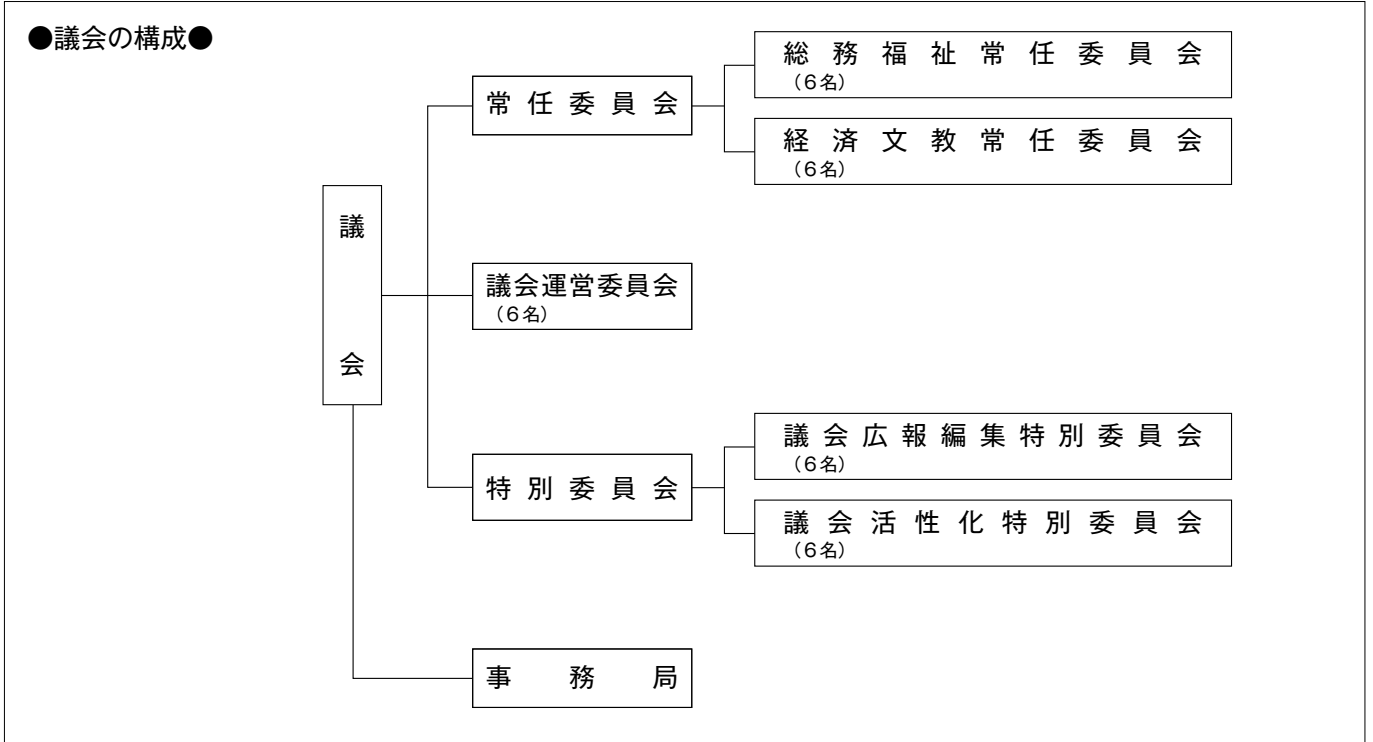 ●議会の構成●
総務福祉常任委員会
（6名）
常任委員会
経済文教常任委員会
（6名）
議会
議会運営委員会
（6名）
議会広報編集特別委員会
（6名）
特別委員会
議会活性化特別委員会
（6名）
事務局